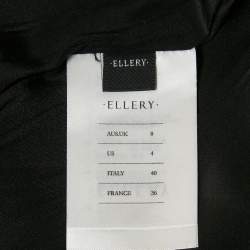 ·ELLERY·
·ELLERY·
AUS/UK 8
US 4
ITALY 40
FRANCE 36